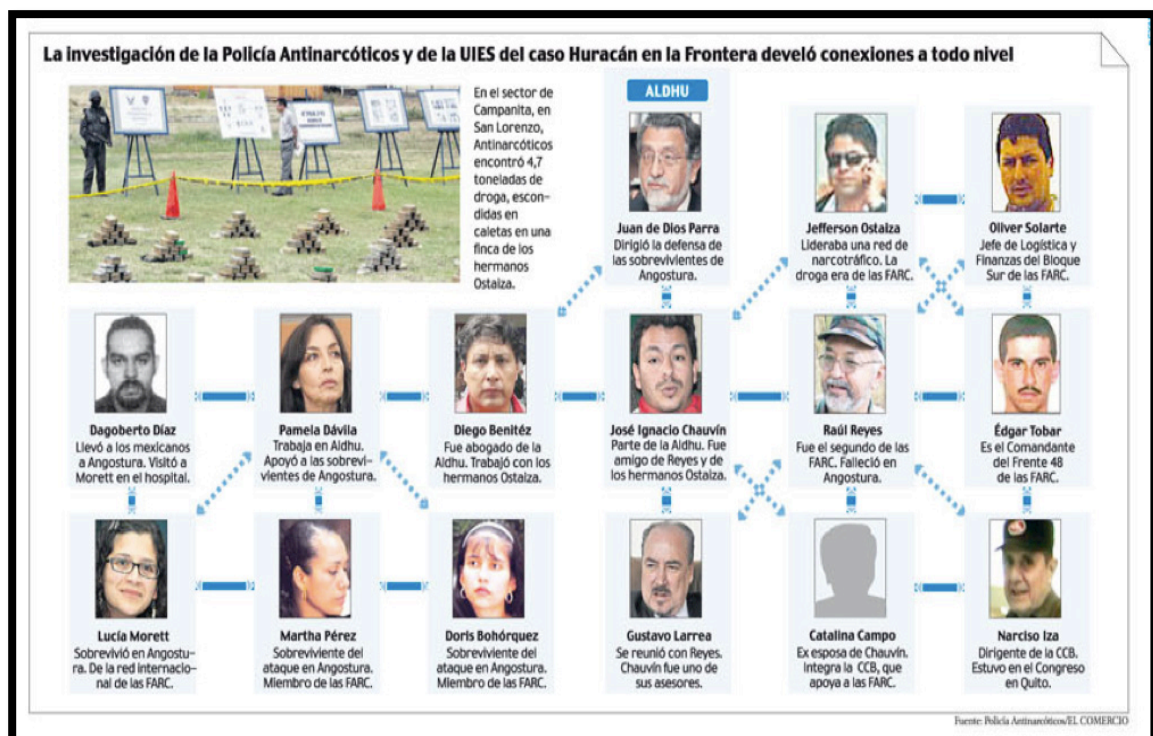 La investigación de la Policía Antinarcóticos y de la UIES del caso Huracán en la Frontera develó conexiones a todo nivel
En el sector de
Campanita, en
San Lorenzo,
Antinarcóticos
encontró 4,7
toneladas de
droga, escon-
didas en
caletas en una
finca de los
hermanos
Ostaiza.
ALDHU
Juan de Dios Parra
Dirigió la defensa de
las sobrevivientes de
Angostura.
Jefferson Ostaiza
Lideraba una red de
narcotráfico. La
droga era de las FARC.
Oliver Solarte
Jefe de Logística y
Finanzas del Bloque
Sur de las FARC.
Dagoberto Díaz
Llevó a los mexicanos
a Angostura. Visitó a
Morett en el hospital.
Pamela Dávila
Trabaja en Aldhu.
Apoyó a las sobrevi-
vientes de Angostura.
Diego Benitéz
Fue abogado de la
Aldhu. Trabajó con los
hermanos Ostaiza.
José Ignacio Chauvín
Parte de la Aldhu. Fue
amigo de Reyes y de
los hermanos Ostaiza.
Raúl Reyes
Fue el segundo de las
FARC. Falleció en
Angostura.
Édgar Tobar
Es el Comandante
del Frente 48
de las FARC.
Lucía Morett
Sobrevivió en Angostu-
ra. De la red internacio-
nal de las FARC.
Martha Pérez
Sobreviviente del
ataque en Angostura.
Miembro de las FARC.
Doris Bohórquez
Sobreviviente del
ataque en Angostura.
Miembro de las FARC.
Gustavo Larrea
Se reunió con Reyes.
Chauvín fue uno de
sus asesores.
Catalina Campo
Ex esposa de Chauvín.
Integra la CCB, que
apoya a las FARC.
Narciso Iza
Dirigente de la CCB.
Estuvo en el Congreso
en Quito.
Fuente: Policía Antinarcóticos/EL COMERCIO